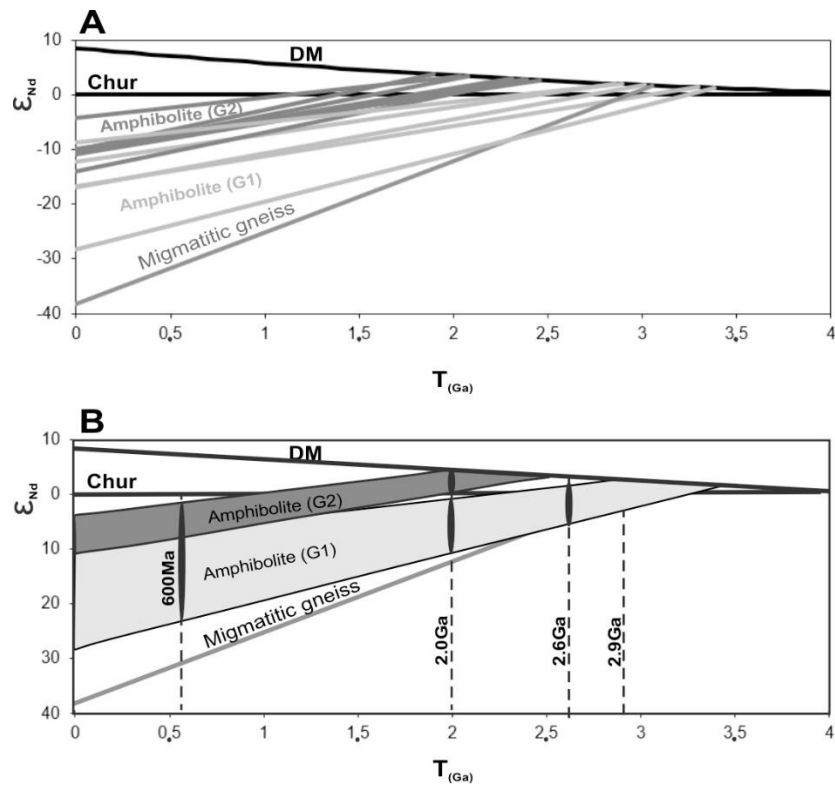 A
10
DM
Chur
0
εNd
Amphibolite (G2)
-10
Amphibolite (G1)
-20
Migmatitic gneiss
-30
-40
0 0.5 1 1.5 2 2.5 3 3.5 4
T(Ga)
B
10
DM
Chur
0
εNd
Amphibolite (G2)
10
Amphibolite (G1)
600Ma
20
Migmatitic gneiss
2.0Ga
2.6Ga
2.9Ga
30
40
0 0.5 1 1.5 2 2.5 3 3.5 4
T(Ga)